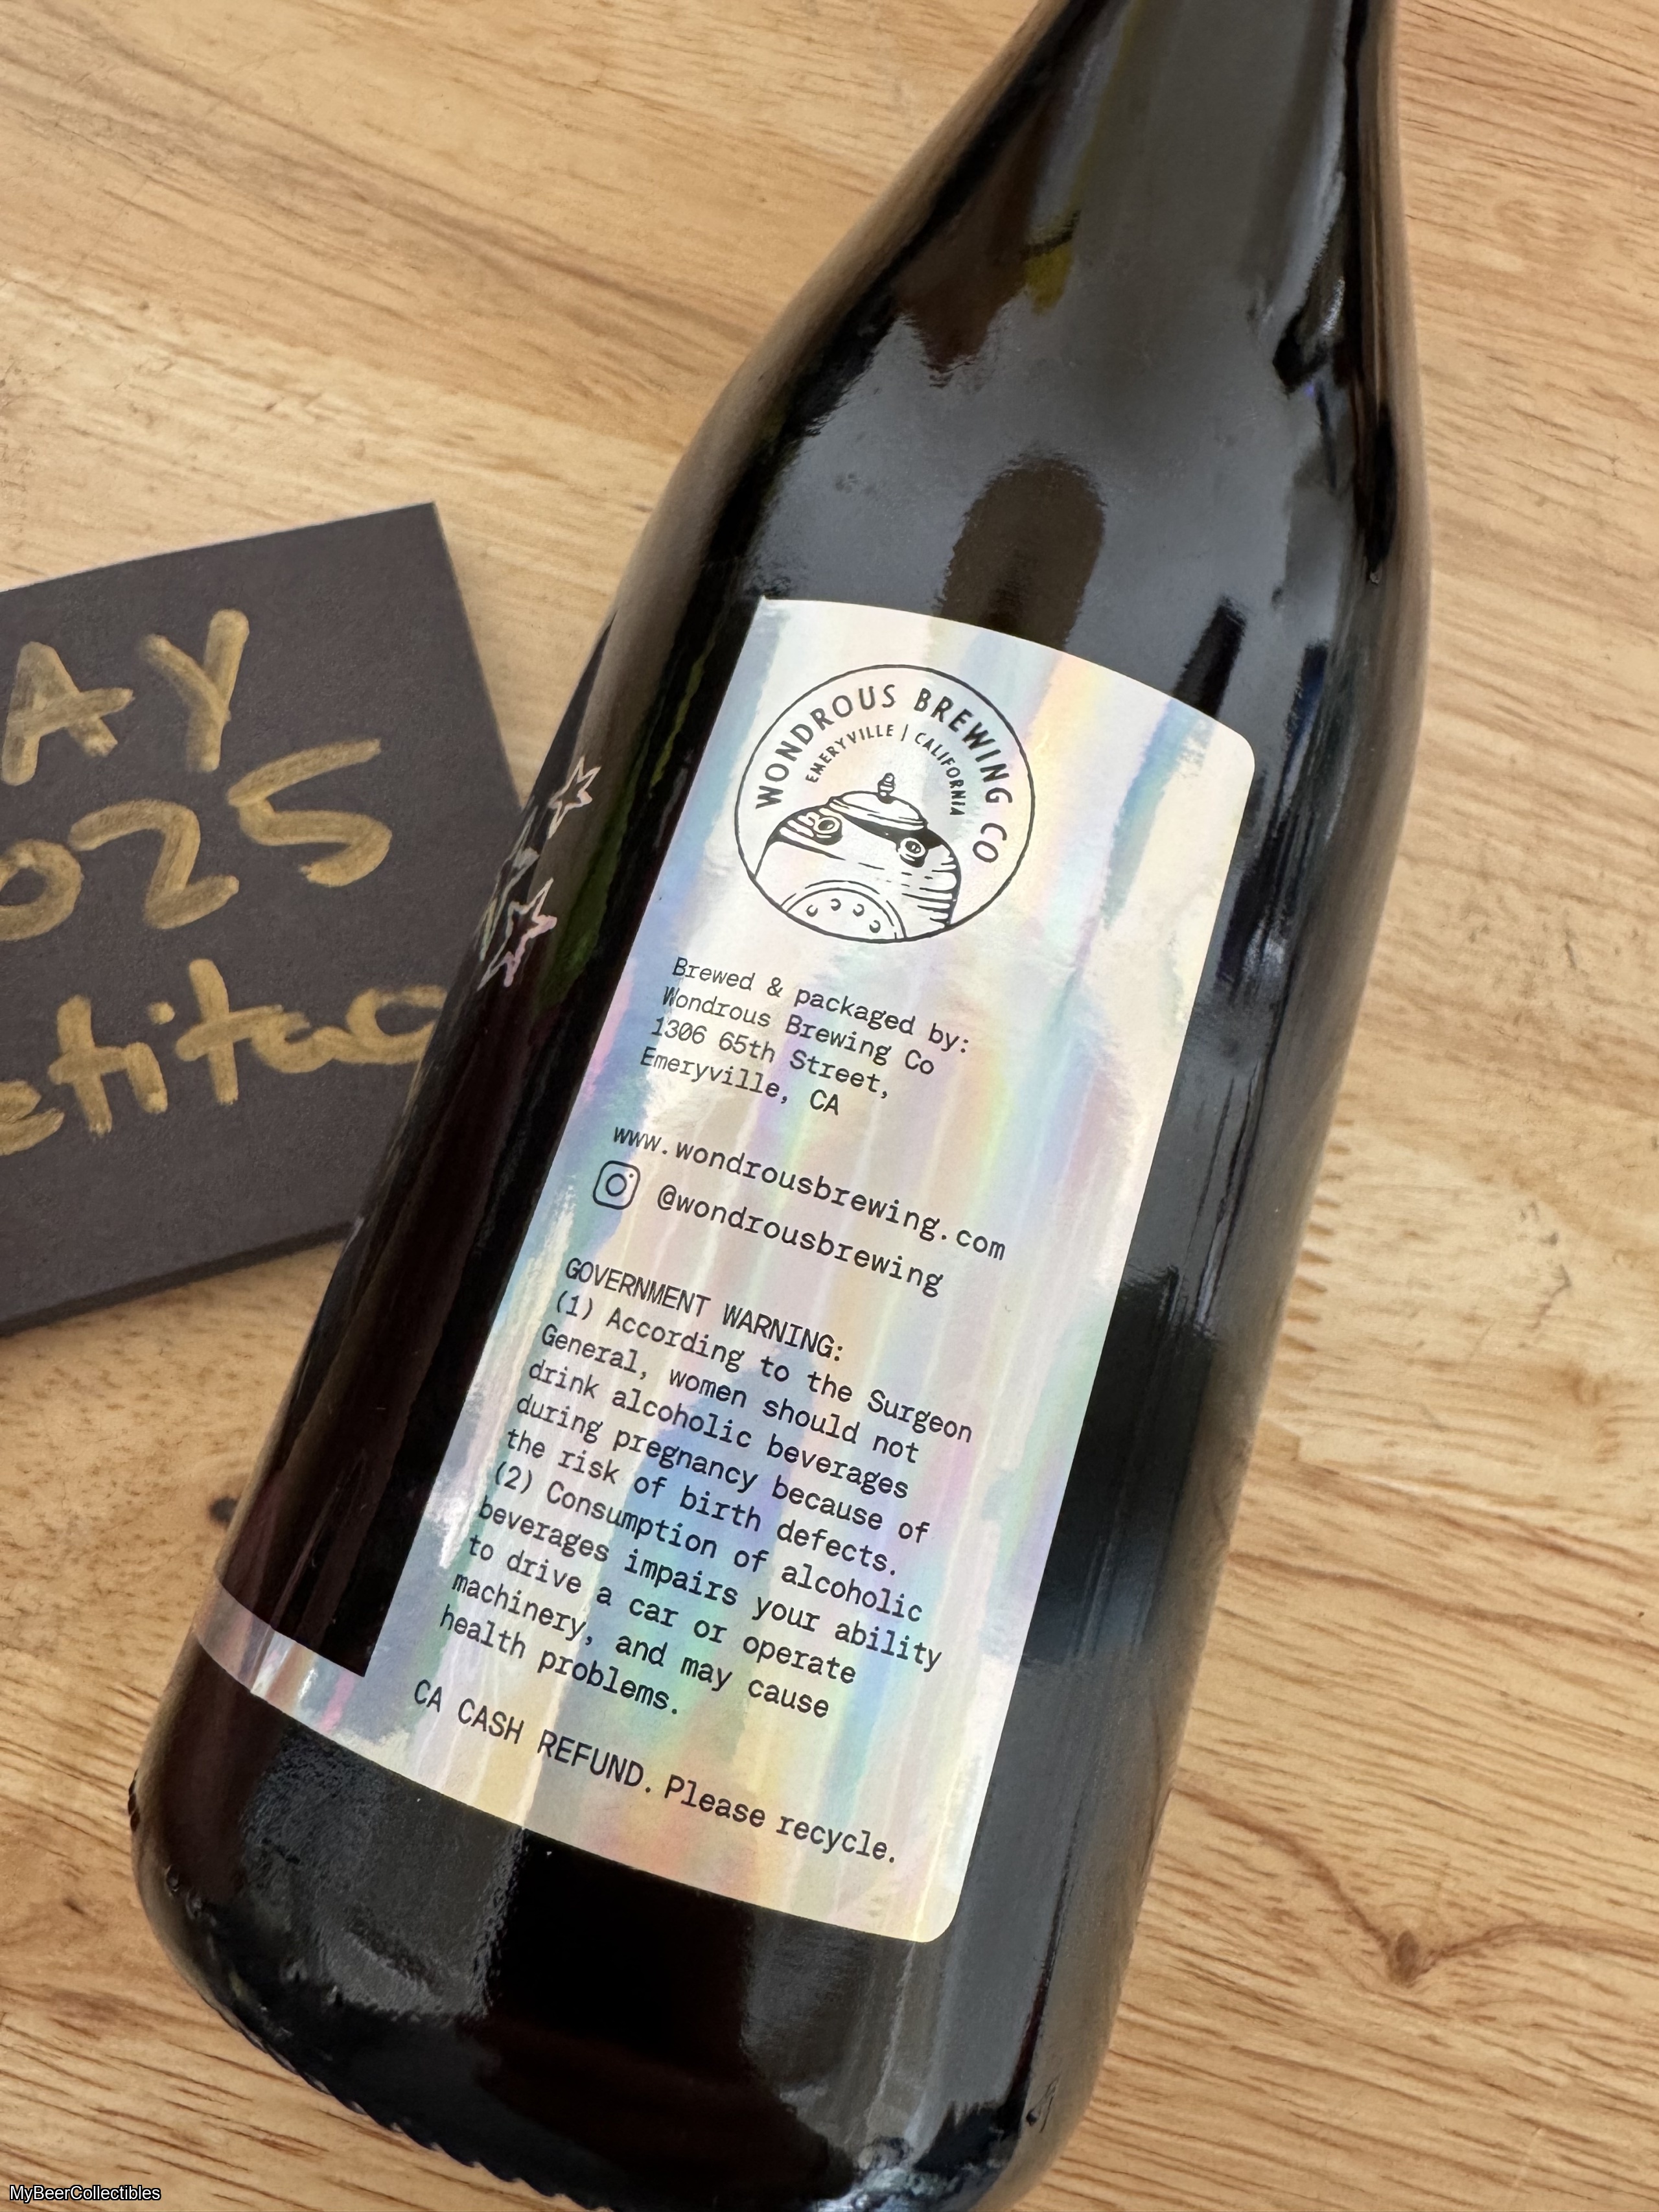 AY
025
WONDROUS BREWING CO
EMERYVILLE | CALIFORNIA
Brewed & packaged by:
Wondrous Brewing Co
1306 65th Street,
Emeryville, CA
www.wondrousbrewing.com
@wondrousbrewing
GOVERNMENT WARNING:
(1) According to the Surgeon
General, women should not
drink alcoholic beverages
during pregnancy because of
the risk of birth defects.
(2) Consumption of alcoholic
beverages impairs your ability
to drive a car or operate
machinery, and may cause
health problems.
CA CASH REFUND. Please recycle.
MyBeerCollectibles